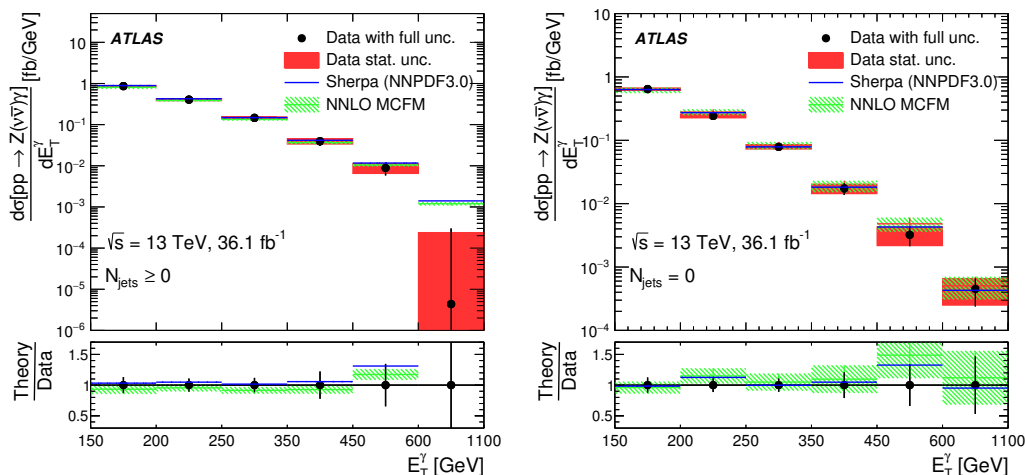 ATLAS
Data with full unc.
Data stat. unc.
Sherpa (NNPDF3.0)
NNLO MCFM
dσ[pp → Z(νν̅)γ] [fb/GeV]
dE_T^γ
10
1
10⁻¹
10⁻²
10⁻³
10⁻⁴
10⁻⁵
10⁻⁶
√s = 13 TeV, 36.1 fb⁻¹
N_jets ≥ 0
Theory
Data
1.5
1
0.5
150 200 250 350 450 600 1100
E_T^γ [GeV]
ATLAS
Data with full unc.
Data stat. unc.
Sherpa (NNPDF3.0)
NNLO MCFM
dσ[pp → Z(νν̅)γ] [fb/GeV]
dE_T^γ
10
1
10⁻¹
10⁻²
10⁻³
10⁻⁴
√s = 13 TeV, 36.1 fb⁻¹
N_jets = 0
Theory
Data
1.5
1
0.5
150 200 250 350 450 600 1100
E_T^γ [GeV]